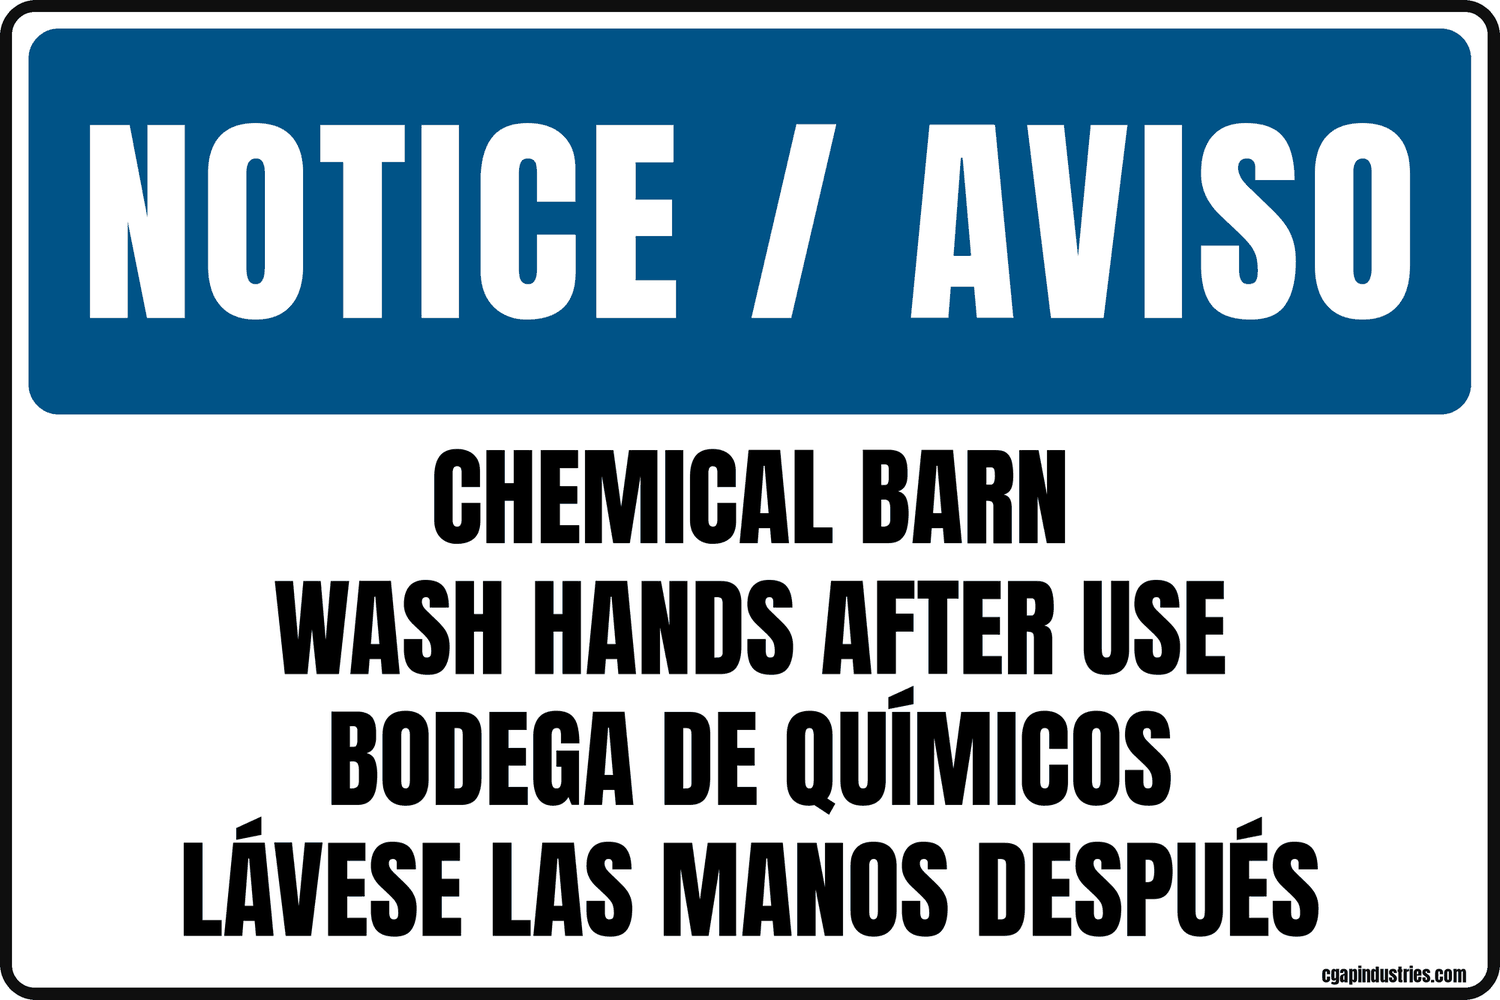 NOTICE / AVISO
CHEMICAL BARN
WASH HANDS AFTER USE
BODEGA DE QUÍMICOS
LÁVESE LAS MANOS DESPUÉS
cgapindustries.com